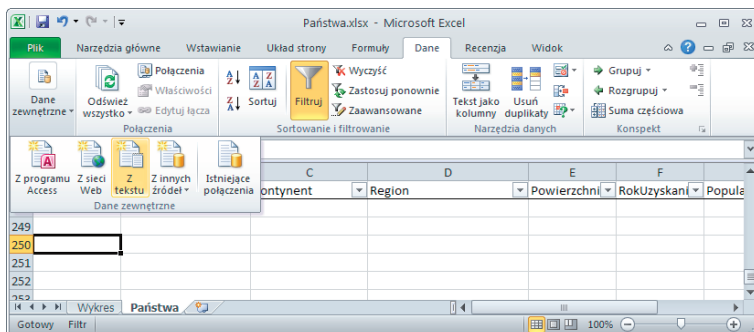 Państwa.xlsx - Microsoft Excel
Plik Narzędzia główne Wstawianie Układ strony Formuły Dane Recenzja Widok
Dane zewnętrzne
Odśwież wszystko
Połączenia
Właściwości
Edytuj łącza
Połączenia
Sortuj
Filtruj
Wyczyść
Zastosuj ponownie
Zaawansowane
Sortowanie i filtrowanie
Tekst jako kolumny
Usuń duplikaty
Narzędzia danych
Grupuj
Rozgrupuj
Suma częściowa
Konspekt
Z programu Access
Z sieci Web
Z tekstu
Z innych źródeł
Istniejące połączenia
Dane zewnętrzne
C D E F
ontynent Region Powierzchni RokUzyskani Popula
249
250
251
252
253
Wykres Państwa
Gotowy Filtr 100%